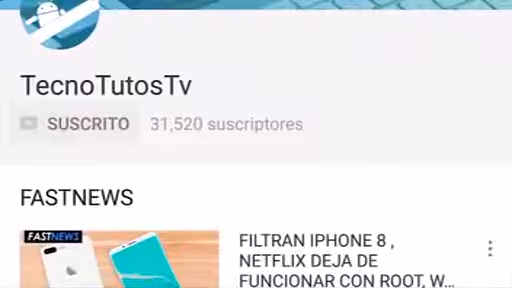 TecnoTutosTv
SUSCRITO 31,520 suscriptores
FASTNEWS
FASTNEWS
FILTRAN IPHONE 8 ,
NETFLIX DEJA DE
FUNCIONAR CON ROOT, W...